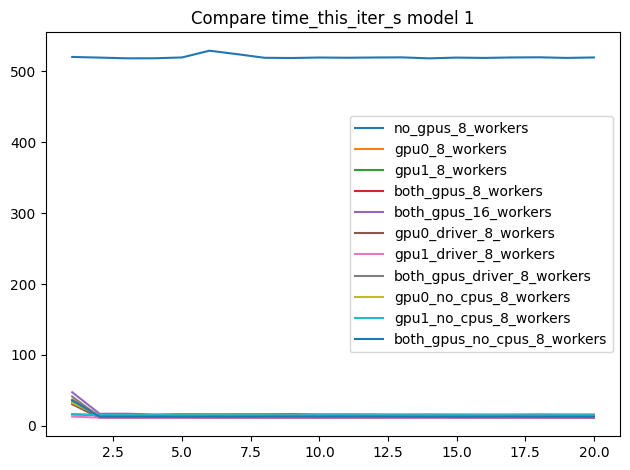 Compare time_this_iter_s model 1
500
400
300
200
100
0
no_gpus_8_workers
gpu0_8_workers
gpu1_8_workers
both_gpus_8_workers
both_gpus_16_workers
gpu0_driver_8_workers
gpu1_driver_8_workers
both_gpus_driver_8_workers
gpu0_no_cpus_8_workers
gpu1_no_cpus_8_workers
both_gpus_no_cpus_8_workers
2.5 5.0 7.5 10.0 12.5 15.0 17.5 20.0